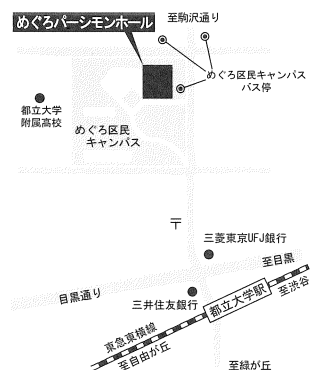 至駒沢通り
めぐろパーシモンホール
めぐろ区民キャンパス
バス停
都立大学
附属高校
めぐろ区民
キャンパス
〒
三菱東京UFJ銀行
至目黒
目黒通り
三井住友銀行
都立大学駅
至渋谷
東急東横線
至自由が丘
至緑が丘